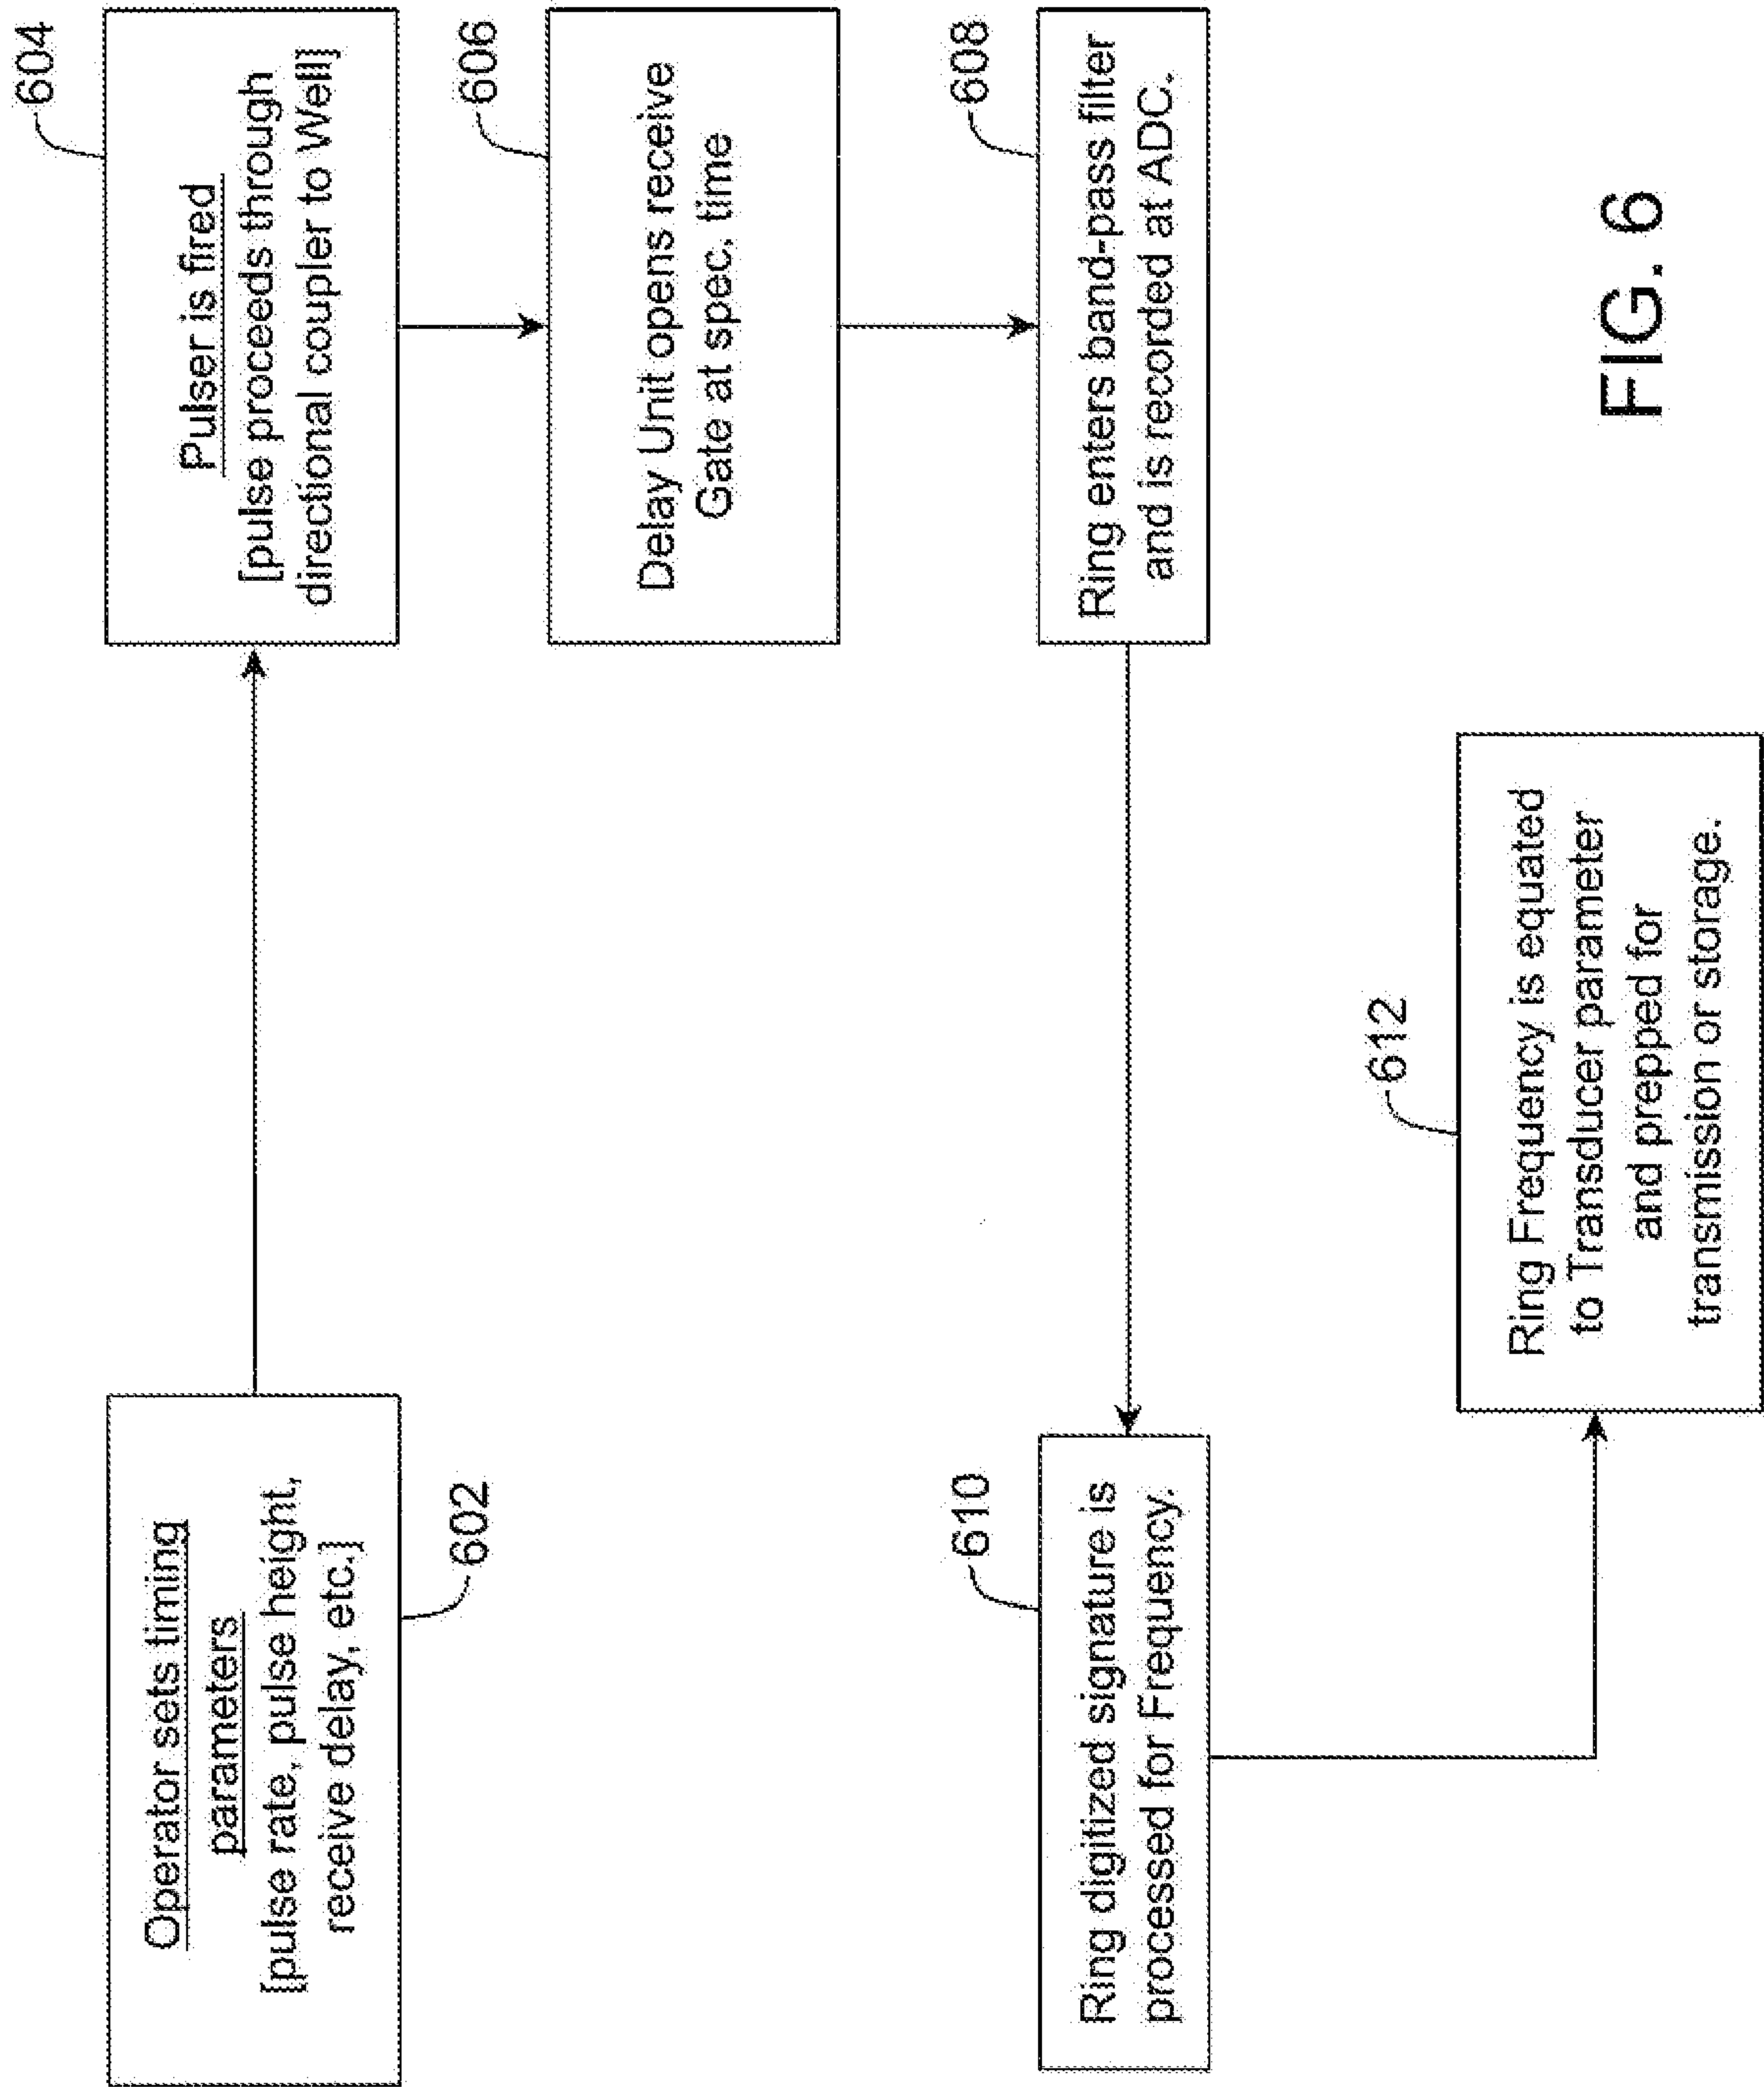 Operator sets timing
parameters
[pulse rate, pulse height,
receive delay, etc.]
602
604
Pulser is fired
[pulse proceeds through
directional coupler to Well]
606
Delay Unit opens receive
Gate at spec. time
608
Ring enters band-pass filter
and is recorded at ADC.
610
Ring digitized signature is
processed for Frequency.
612
Ring Frequency is equated
to Transducer parameter
and prepped for
transmission or storage.
FIG. 6